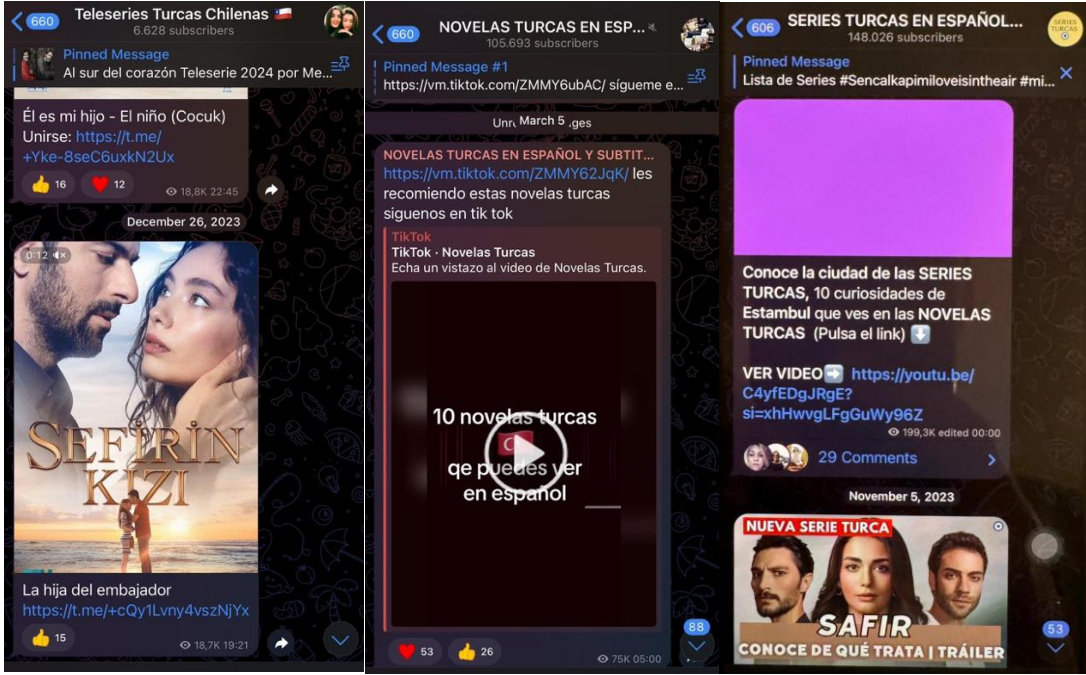 660
Teleseries Turcas Chilenas 🇨🇱
6.628 subscribers
Pinned Message
Al sur del corazón Teleserie 2024 por Me...
Él es mi hijo - El niño (Cocuk)
Unirse: https://t.me/
+Yke-8seC6uxkN2Ux
👍 16 ❤️ 12 18,8K 22:45
December 26, 2023
0:12
SEFİRİN
KIZI
La hija del embajador
https://t.me/+cQy1Lvny4vszNjYx
👍 15 18,7K 19:21
660
NOVELAS TURCAS EN ESP...
105.693 subscribers
Pinned Message #1
https://vm.tiktok.com/ZMMY6ubAC/ sígueme e...
March 5
NOVELAS TURCAS EN ESPAÑOL Y SUBTIT...
https://vm.tiktok.com/ZMMY62JqK/ les
recomiendo estas novelas turcas
siguenos en tik tok
TikTok
TikTok · Novelas Turcas
Echa un vistazo al video de Novelas Turcas.
10 novelas turcas
qe puedes ver
en español
88
❤️ 53 👍 26 75K 05:00
606
SERIES TURCAS EN ESPAÑOL...
148.026 subscribers
SERIES
TURCAS
Pinned Message
Lista de Series #Sencalkapimiloveisintheair #mi...
Conoce la ciudad de las SERIES
TURCAS, 10 curiosidades de
Estambul que ves en las NOVELAS
TURCAS (Pulsa el link) ⬇️
VER VIDEO➡️ https://youtu.be/
C4yfEDgJRgE?
si=xhHwvgLFgGuWy96Z
199,3K edited 00:00
29 Comments
November 5, 2023
NUEVA SERIE TURCA
SAFIR
CONOCE DE QUÉ TRATA | TRÁILER
53